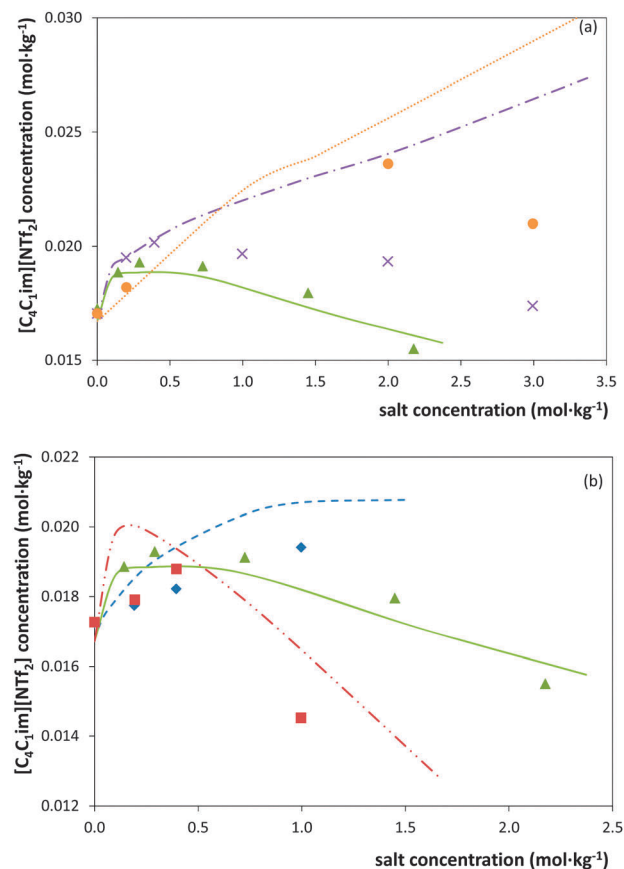 (a)
[C₄C₁im][NTf₂] concentration (mol·kg⁻¹)
0.030
0.025
0.020
0.015
0.0 0.5 1.0 1.5 2.0 2.5 3.0 3.5
salt concentration (mol·kg⁻¹)
(b)
[C₄C₁im][NTf₂] concentration (mol·kg⁻¹)
0.022
0.020
0.018
0.016
0.014
0.012
0.0 0.5 1.0 1.5 2.0 2.5
salt concentration (mol·kg⁻¹)